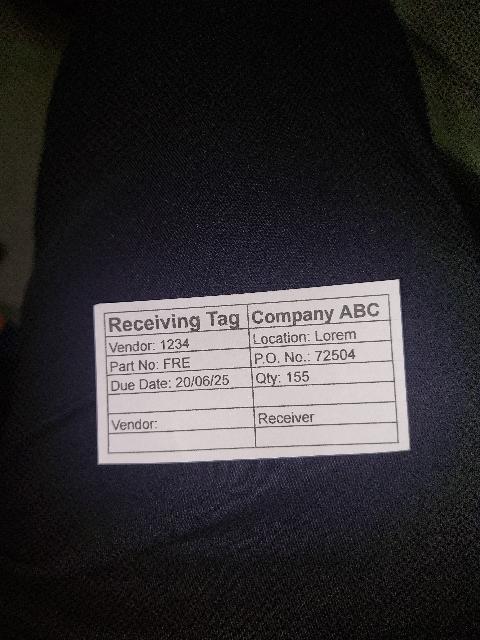 Receiving Tag Company ABC
Vendor: 1234 Location: Lorem
Part No: FRE P.O. No.: 72504
Due Date: 20/06/25 Qty: 155
Vendor: Receiver